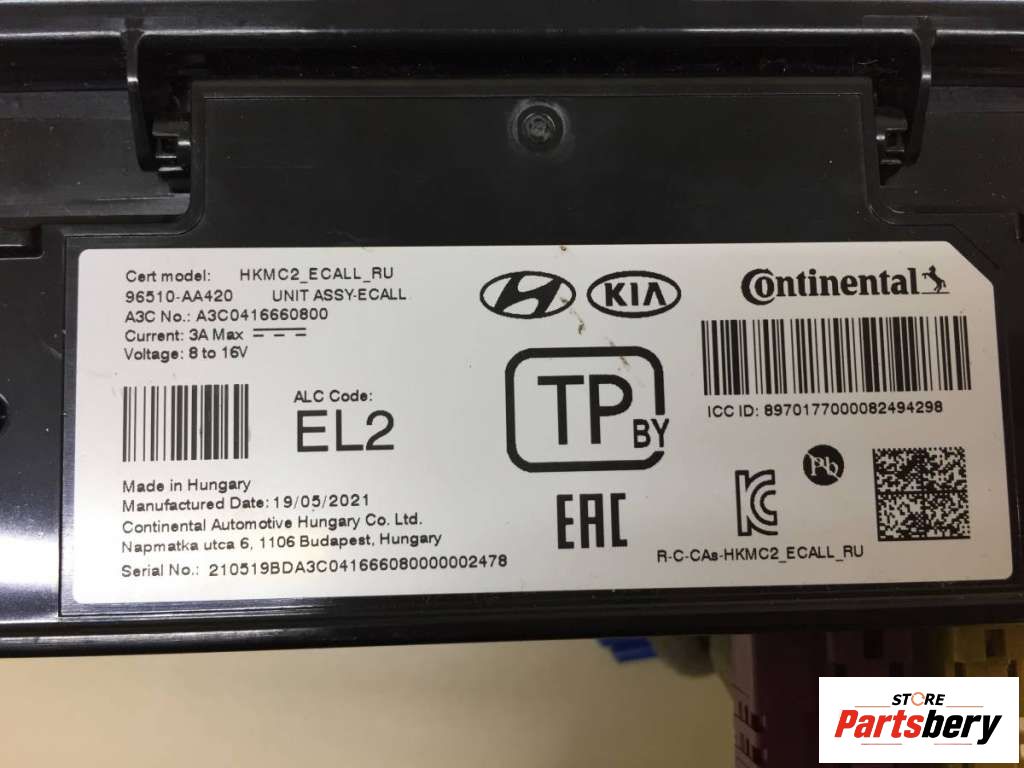 Cert model: HKMC2_ECALL_RU
96510-AA420 UNIT ASSY-ECALL
A3C No.: A3C0416660800
Current: 3A Max
Voltage: 8 to 16V
ALC Code:
EL2
Made in Hungary
Manufactured Date: 19/05/2021
Continental Automotive Hungary Co. Ltd.
Napmatka utca 6, 1106 Budapest, Hungary
Serial No.: 210519BDA3C041666080000002478
KIA
TP BY
EAC
Continental
ICC ID: 8970177000082494298
Pb
R-C-CAs-HKMC2_ECALL_RU
STORE
Partsbery